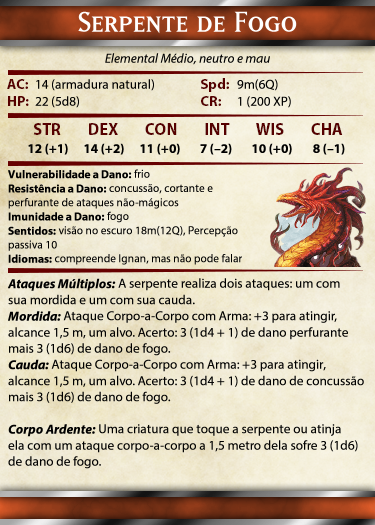 SERPENTE DE FOGO
Elemental Médio, neutro e mau
AC: 14 (armadura natural) Spd: 9m(6Q)
HP: 22 (5d8) CR: 1 (200 XP)
STR DEX CON INT WIS CHA
12 (+1) 14 (+2) 11 (+0) 7 (–2) 10 (+0) 8 (–1)
Vulnerabilidade a Dano: frio
Resistência a Dano: concussão, cortante e
perfurante de ataques não-mágicos
Imunidade a Dano: fogo
Sentidos: visão no escuro 18m(12Q), Percepção
passiva 10
Idiomas: compreende Ignan, mas não pode falar
Ataques Múltiplos: A serpente realiza dois ataques: um com
sua mordida e um com sua cauda.
Mordida: Ataque Corpo-a-Corpo com Arma: +3 para atingir,
alcance 1,5 m, um alvo. Acerto: 3 (1d4 + 1) de dano perfurante
mais 3 (1d6) de dano de fogo.
Cauda: Ataque Corpo-a-Corpo com Arma: +3 para atingir,
alcance 1,5 m, um alvo. Acerto: 3 (1d4 + 1) de dano de concussão
mais 3 (1d6) de dano de fogo.
Corpo Ardente: Uma criatura que toque a serpente ou atinja
ela com um ataque corpo-a-corpo a 1,5 metro dela sofre 3 (1d6)
de dano de fogo.